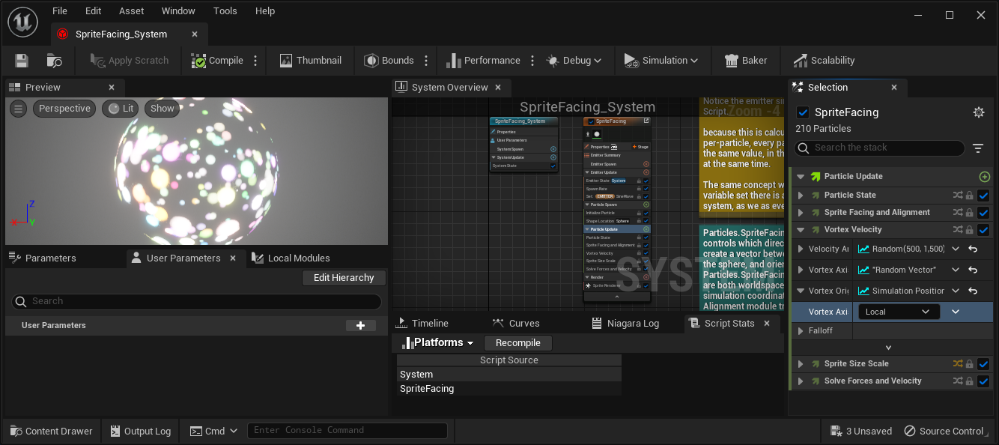 File Edit Asset Window Tools Help
SpriteFacing_System
Apply Scratch Compile Thumbnail Bounds Performance Debug Simulation Baker Scalability
Preview
Perspective Lit Show
Z
X Y
Parameters User Parameters Local Modules
Edit Hierarchy
Search
User Parameters
System Overview
SpriteFacing_System
Zoom -4
SpriteFacing_System
Properties
User Parameters
System Spawn
System Update
System State
SpriteFacing
Properties Stage
Emitter Summary
Emitter Spawn
Emitter Update
Emitter State System
Spawn Rate
Set: EMITTER SineWave
Particle Spawn
Initialize Particle
Shape Location Sphere
Particle Update
Particle State
Sprite Facing and Alignment
Vortex Velocity
Sprite Size Scale
Solve Forces and Velocity
Render
Sprite Renderer
SYSTEM
Notice the emitter si
Script.
because this is calcu
per-particle, every pa
the same value, in th
at the same time.
The same concept w
variable set there is a
system, as we as eve
Particles.SpriteFacing
controls which direc
create a vector betwe
the sphere, and orien
Particles.SpriteFacing
are both worldspace
simulation coordinat
Alignment module tr
Timeline Curves Niagara Log Script Stats
Platforms Recompile
Script Source
System
SpriteFacing
Selection
SpriteFacing
210 Particles
Search the stack
Particle Update
Particle State
Sprite Facing and Alignment
Vortex Velocity
Velocity Ar Random(500, 1,500)
Vortex Axi "Random Vector"
Vortex Orig Simulation Position
Vortex Axi Local
Falloff
Sprite Size Scale
Solve Forces and Velocity
Content Drawer Output Log Cmd Enter Console Command 3 Unsaved Source Control